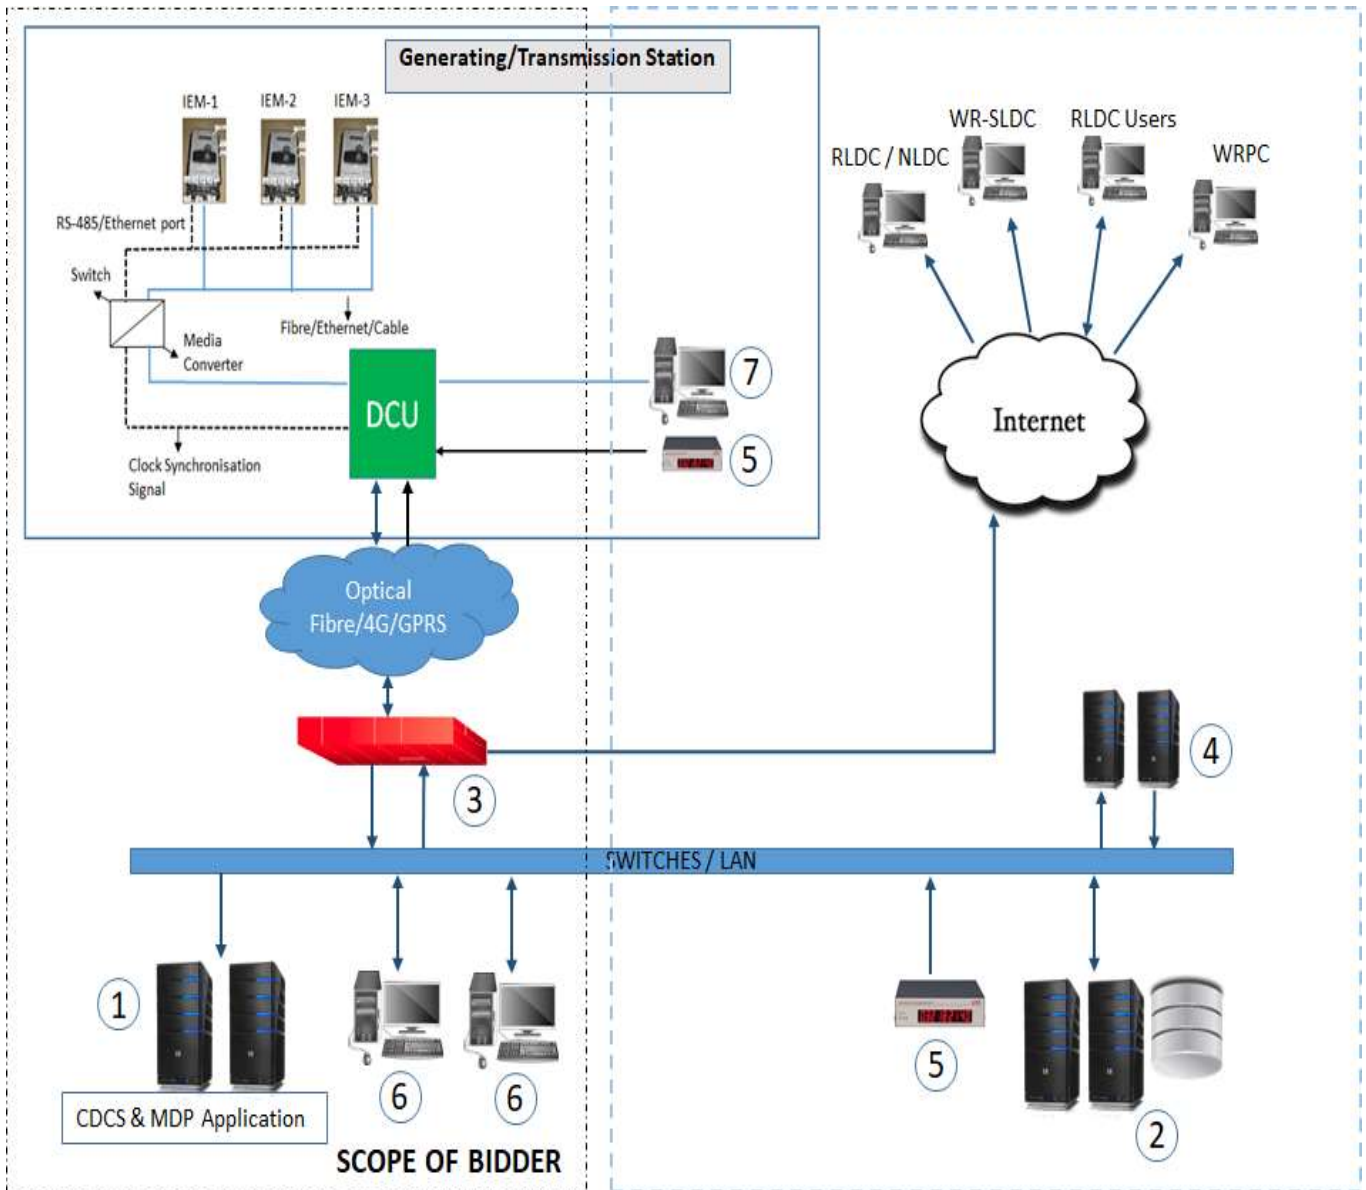 Generating/Transmission Station
IEM-1
IEM-2
IEM-3
RS-485/Ethernet port
Switch
Fibre/Ethernet/Cable
Media
Converter
DCU
Clock Synchronisation
Signal
7
5
WR-SLDC
RLDC Users
RLDC / NLDC
WRPC
Internet
Optical
Fibre/4G/GPRS
3
4
SWITCHES / LAN
1
CDCS & MDP Application
6
6
5
2
SCOPE OF BIDDER